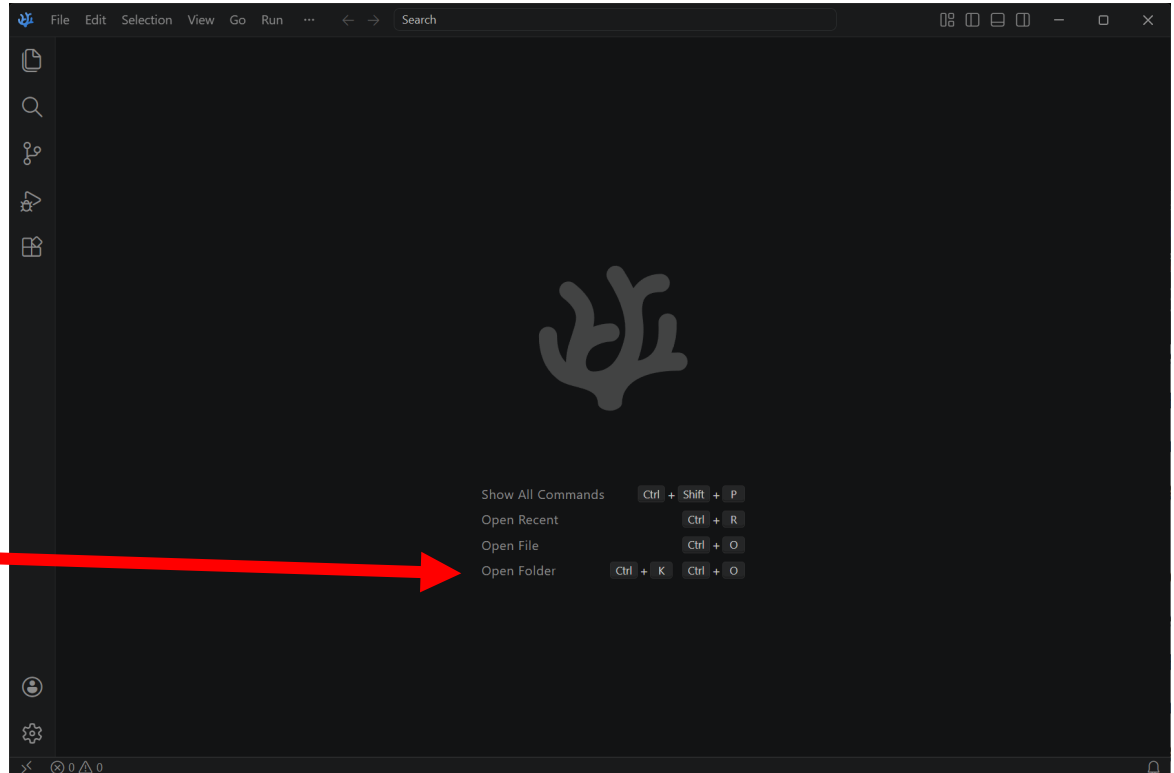 File Edit Selection View Go Run ··· Search
Show All Commands Ctrl + Shift + P
Open Recent Ctrl + R
Open File Ctrl + O
Open Folder Ctrl + K Ctrl + O
0 0